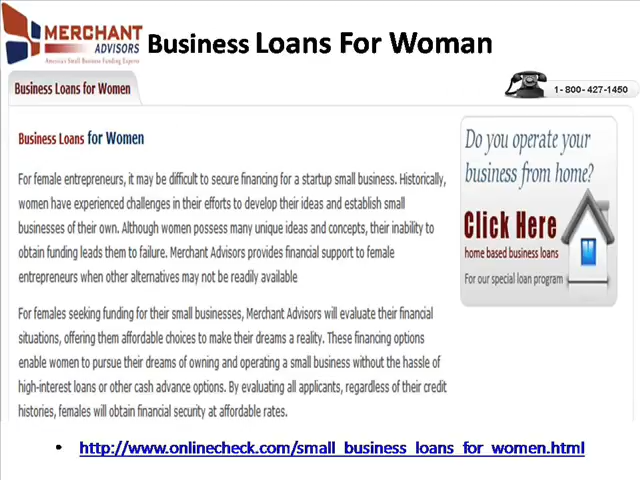 MERCHANT
ADVISORS
America's Small Business Funding Experts
Business Loans For Woman
Business Loans for Women
1- 800- 427-1450
Business Loans for Women
For female entrepreneurs, it may be difficult to secure financing for a startup small business. Historically,
women have experienced challenges in their efforts to develop their ideas and establish small
businesses of their own. Although women possess many unique ideas and concepts, their inability to
obtain funding leads them to failure. Merchant Advisors provides financial support to female
entrepreneurs when other alternatives may not be readily available
For females seeking funding for their small businesses, Merchant Advisors will evaluate their financial
situations, offering them affordable choices to make their dreams a reality. These financing options
enable women to pursue their dreams of owning and operating a small business without the hassle of
high-interest loans or other cash advance options. By evaluating all applicants, regardless of their credit
histories, females will obtain financial security at affordable rates.
Do you operate your
business from home?
Click Here
home based business loans
For our special loan program
• http://www.onlinecheck.com/small_business_loans_for_women.html